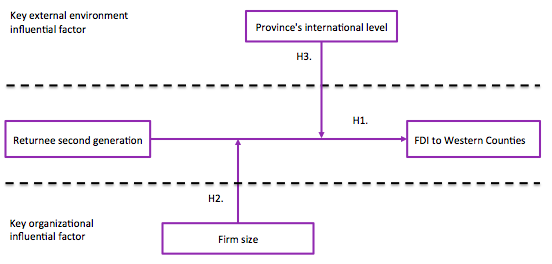 Key external environment
influential factor
Province's international level
H3.
H1.
Returnee second generation
FDI to Western Counties
H2.
Key organizational
influential factor
Firm size